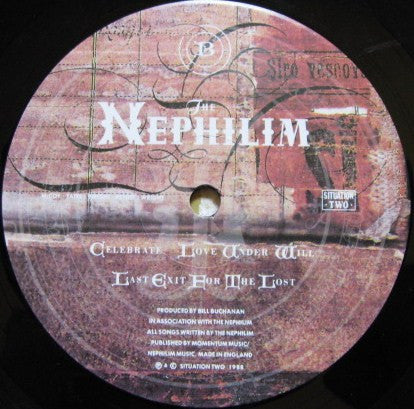 B
Siro vescov
The
NEPHILIM
SITUATION
·TWO·
CELEBRATE LOVE UNDER WILL
LAST EXIT FOR THE LOST
PRODUCED BY BILL BUCHANAN
IN ASSOCIATION WITH THE NEPHILIM
ALL SONGS WRITTEN BY THE NEPHILIM
PUBLISHED BY MOMENTUM MUSIC/
NEPHILIM MUSIC. MADE IN ENGLAND
℗ & © SITUATION TWO 1988